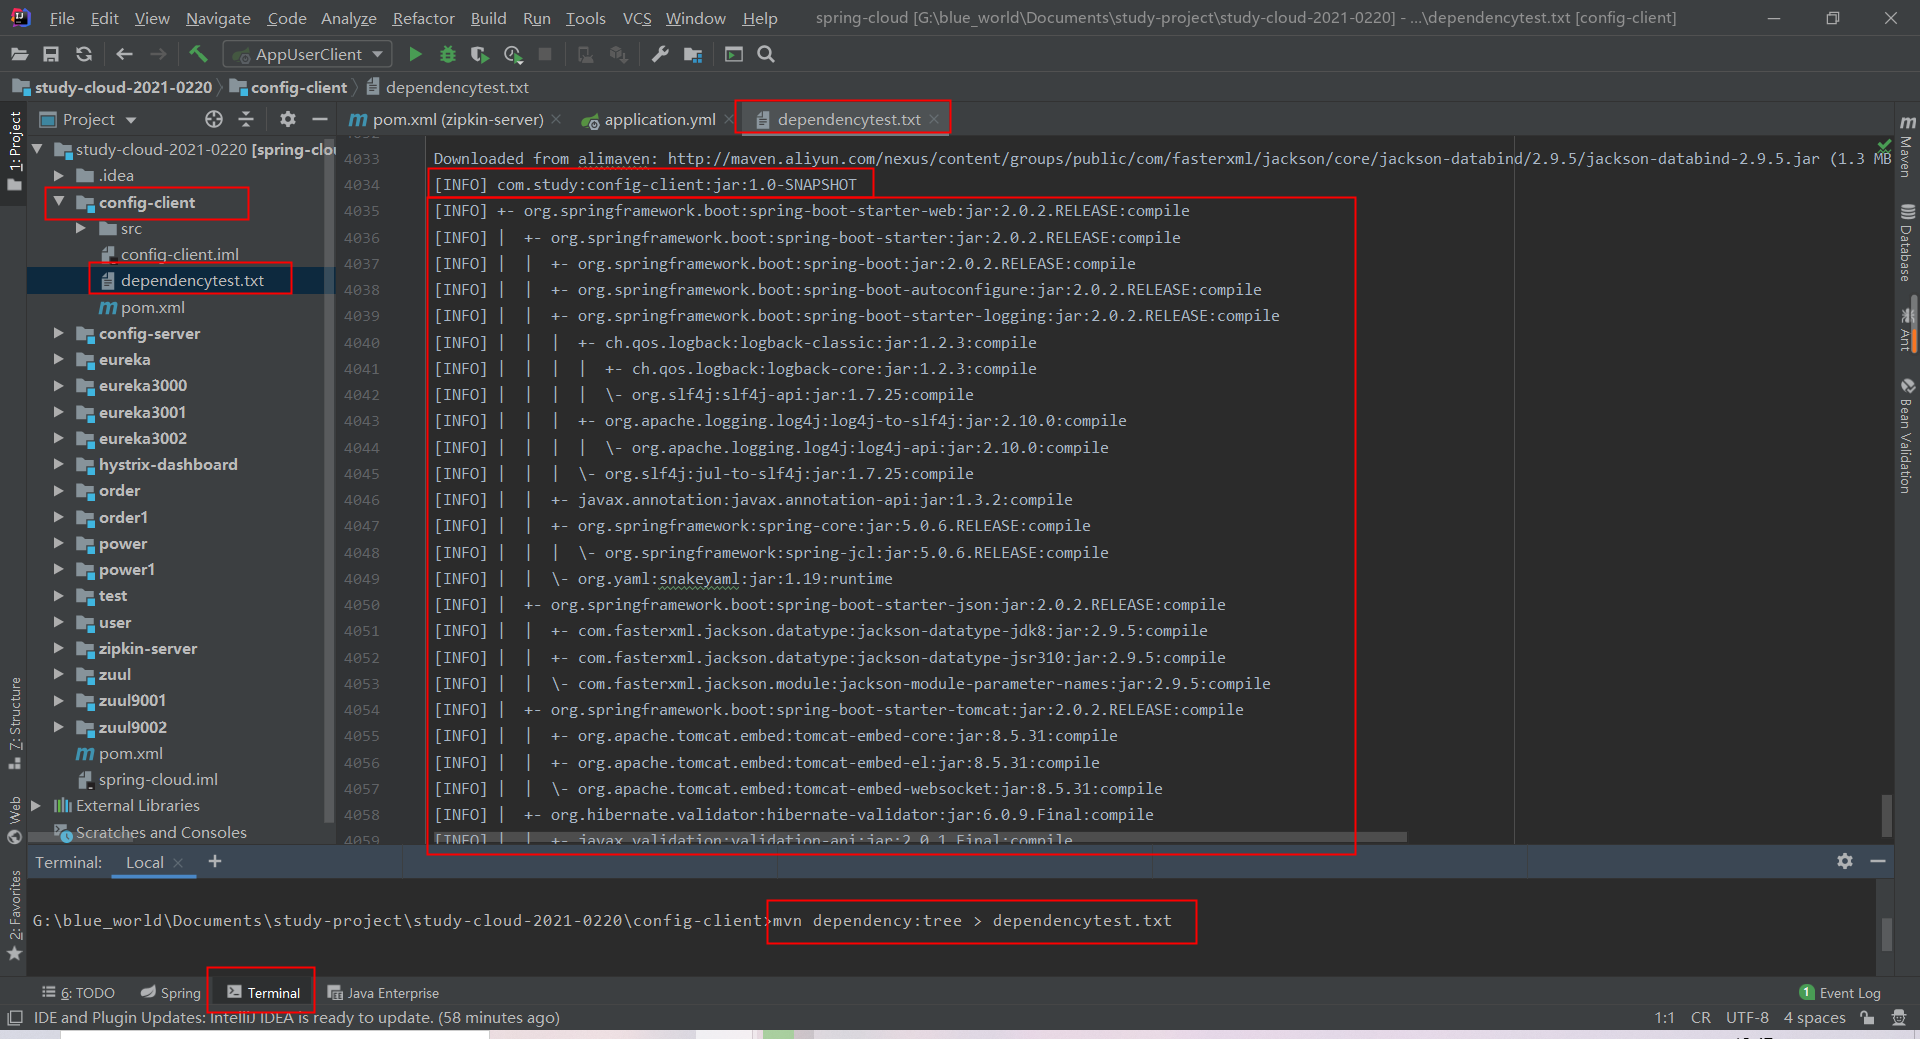 File Edit View Navigate Code Analyze Refactor Build Run Tools VCS Window Help spring-cloud [G:\blue_world\Documents\study-project\study-cloud-2021-0220] - ...\dependencytest.txt [config-client]
AppUserClient
study-cloud-2021-0220 config-client dependencytest.txt
Project pom.xml (zipkin-server) application.yml dependencytest.txt
1: Project
7: Structure
Web
2: Favorites
study-cloud-2021-0220 [spring-clou
.idea
config-client
src
config-client.iml
dependencytest.txt
pom.xml
config-server
eureka
eureka3000
eureka3001
eureka3002
hystrix-dashboard
order
order1
power
power1
test
user
zipkin-server
zuul
zuul9001
zuul9002
pom.xml
spring-cloud.iml
External Libraries
Scratches and Consoles
4033 Downloaded from alimaven: http://maven.aliyun.com/nexus/content/groups/public/com/fasterxml/jackson/core/jackson-databind/2.9.5/jackson-databind-2.9.5.jar (1.3 MB
4034 [INFO] com.study:config-client:jar:1.0-SNAPSHOT
4035 [INFO] +- org.springframework.boot:spring-boot-starter-web:jar:2.0.2.RELEASE:compile
4036 [INFO] |  +- org.springframework.boot:spring-boot-starter:jar:2.0.2.RELEASE:compile
4037 [INFO] |  |  +- org.springframework.boot:spring-boot:jar:2.0.2.RELEASE:compile
4038 [INFO] |  |  +- org.springframework.boot:spring-boot-autoconfigure:jar:2.0.2.RELEASE:compile
4039 [INFO] |  |  +- org.springframework.boot:spring-boot-starter-logging:jar:2.0.2.RELEASE:compile
4040 [INFO] |  |  |  +- ch.qos.logback:logback-classic:jar:1.2.3:compile
4041 [INFO] |  |  |  |  +- ch.qos.logback:logback-core:jar:1.2.3:compile
4042 [INFO] |  |  |  |  \- org.slf4j:slf4j-api:jar:1.7.25:compile
4043 [INFO] |  |  |  +- org.apache.logging.log4j:log4j-to-slf4j:jar:2.10.0:compile
4044 [INFO] |  |  |  |  \- org.apache.logging.log4j:log4j-api:jar:2.10.0:compile
4045 [INFO] |  |  |  \- org.slf4j:jul-to-slf4j:jar:1.7.25:compile
4046 [INFO] |  |  +- javax.annotation:javax.annotation-api:jar:1.3.2:compile
4047 [INFO] |  |  +- org.springframework:spring-core:jar:5.0.6.RELEASE:compile
4048 [INFO] |  |  |  \- org.springframework:spring-jcl:jar:5.0.6.RELEASE:compile
4049 [INFO] |  |  \- org.yaml:snakeyaml:jar:1.19:runtime
4050 [INFO] |  +- org.springframework.boot:spring-boot-starter-json:jar:2.0.2.RELEASE:compile
4051 [INFO] |  |  +- com.fasterxml.jackson.datatype:jackson-datatype-jdk8:jar:2.9.5:compile
4052 [INFO] |  |  +- com.fasterxml.jackson.datatype:jackson-datatype-jsr310:jar:2.9.5:compile
4053 [INFO] |  |  \- com.fasterxml.jackson.module:jackson-module-parameter-names:jar:2.9.5:compile
4054 [INFO] |  +- org.springframework.boot:spring-boot-starter-tomcat:jar:2.0.2.RELEASE:compile
4055 [INFO] |  |  +- org.apache.tomcat.embed:tomcat-embed-core:jar:8.5.31:compile
4056 [INFO] |  |  +- org.apache.tomcat.embed:tomcat-embed-el:jar:8.5.31:compile
4057 [INFO] |  |  \- org.apache.tomcat.embed:tomcat-embed-websocket:jar:8.5.31:compile
4058 [INFO] |  +- org.hibernate.validator:hibernate-validator:jar:6.0.9.Final:compile
4059 [INFO] |  |  +- javax.validation:validation-api:jar:2.0.1.Final:compile
Maven
Database
Ant
Bean Validation
Terminal: Local +
G:\blue_world\Documents\study-project\study-cloud-2021-0220\config-client>mvn dependency:tree > dependencytest.txt
6: TODO Spring Terminal Java Enterprise 1 Event Log
IDE and Plugin Updates: IntelliJ IDEA is ready to update. (58 minutes ago) 1:1 CR UTF-8 4 spaces